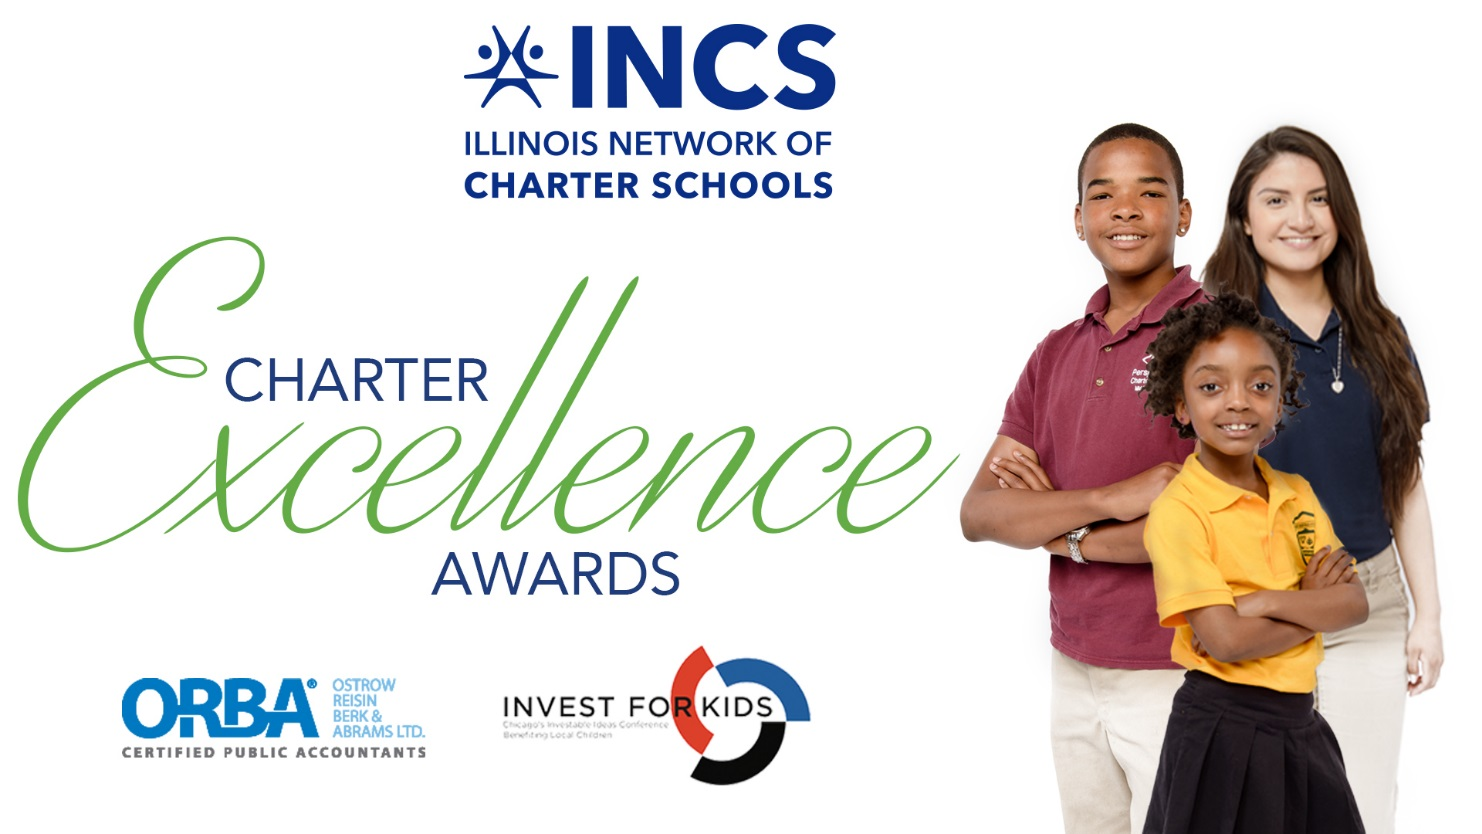 INCS
ILLINOIS NETWORK OF
CHARTER SCHOOLS
CHARTER
Excellence
AWARDS
ORBA®
OSTROW
REISIN
BERK &
ABRAMS LTD.
CERTIFIED PUBLIC ACCOUNTANTS
INVEST FOR KIDS
Chicago's Investable Ideas Conference
Benefiting Local Children